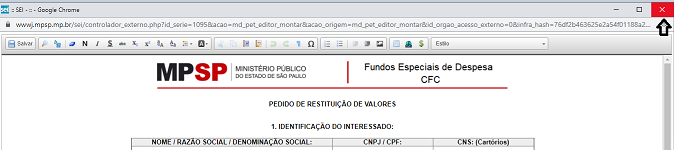 SEI - :: - Google Chrome
wwwj.mpsp.mp.br/sei/controlador_externo.php?id_serie=1095&acao=md_pet_editor_montar&acao_origem=md_pet_editor_montar&id_orgao_acesso_externo=0&infra_hash=76df2b463625e2a54f01188a2...
Salvar N I S Estilo
MPSP MINISTÉRIO PÚBLICO DO ESTADO DE SÃO PAULO
Fundos Especiais de Despesa
CFC
PEDIDO DE RESTITUIÇÃO DE VALORES
1. IDENTIFICAÇÃO DO INTERESSADO:
NOME / RAZÃO SOCIAL / DENOMINAÇÃO SOCIAL: CNPJ / CPF: CNS: (Cartórios)